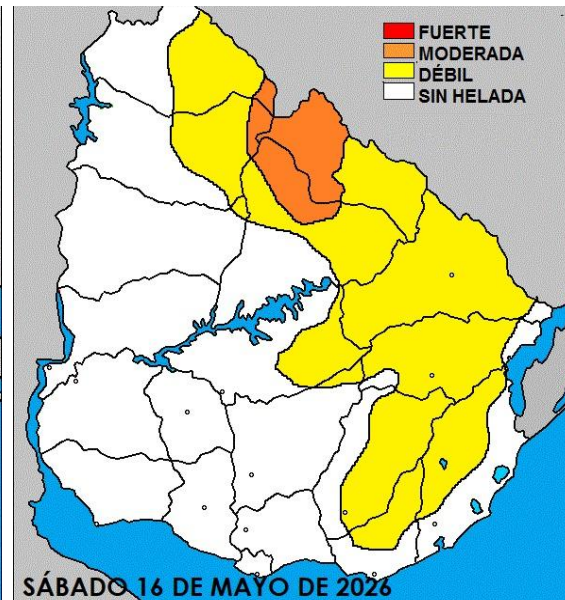 FUERTE
MODERADA
DÉBIL
SIN HELADA
SÁBADO 16 DE MAYO DE 2026